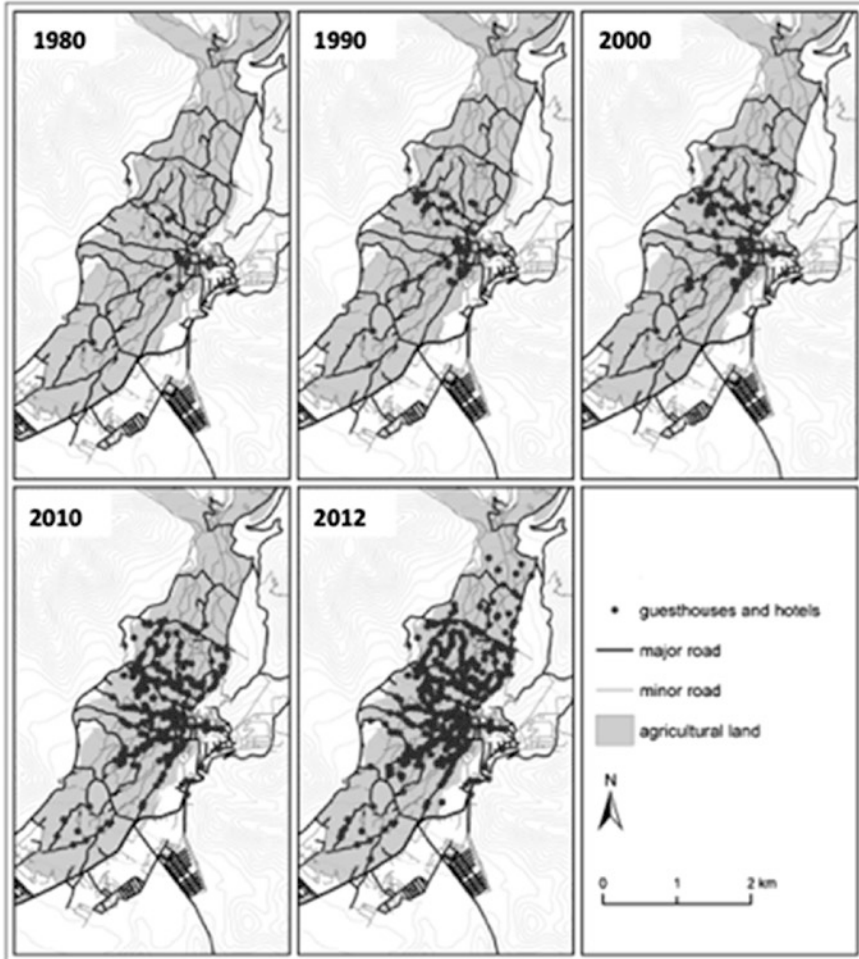 1980
1990
2000
2010
2012
guesthouses and hotels
major road
minor road
agricultural land
N
0 1 2 km